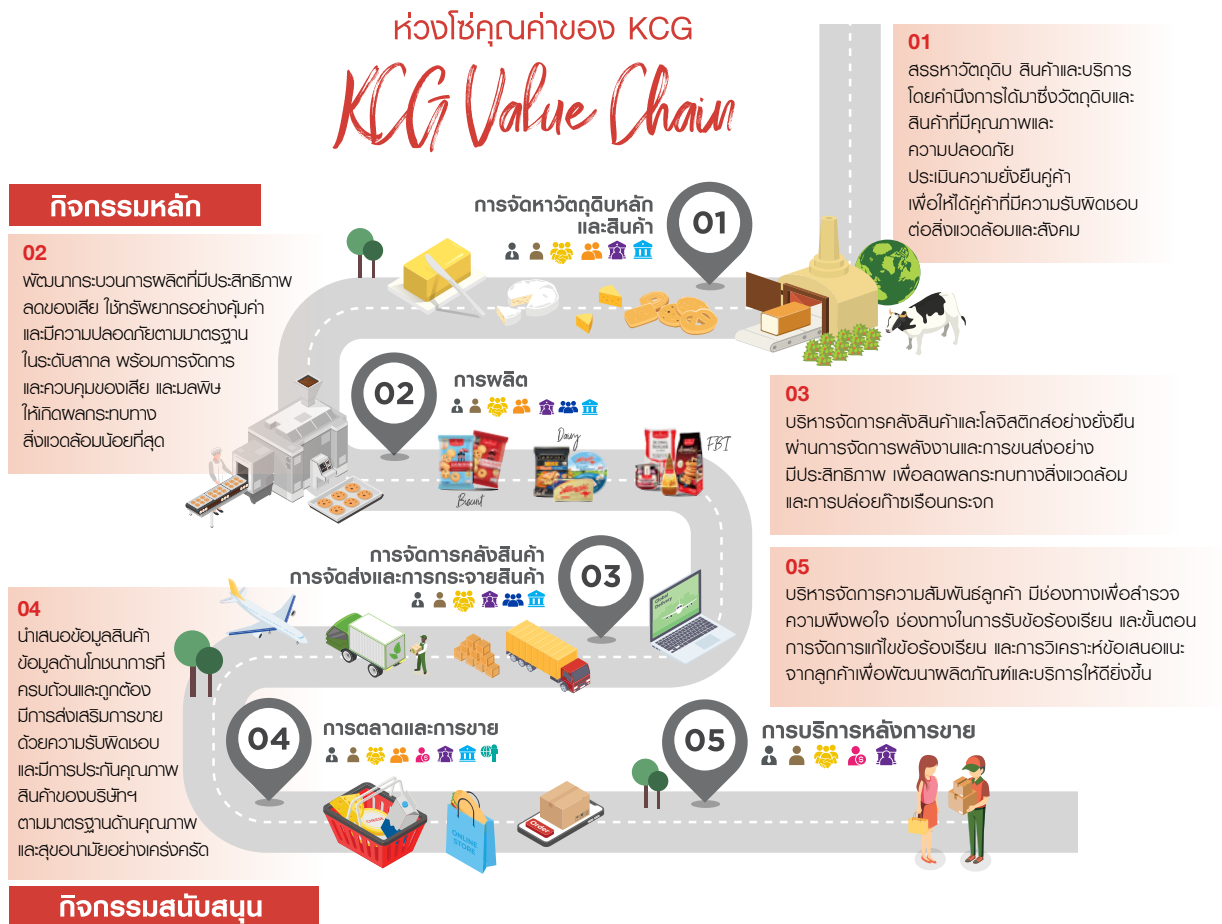 ห่วงโซ่คุณค่าของ KCG
KCG Value Chain
01
สรรหาวัตถุดิบ สินค้าและบริการ
โดยคำนึงการได้มาซึ่งวัตถุดิบและ
สินค้าที่มีคุณภาพและ
ความปลอดภัย
ประเมินความยั่งยืนคู่ค้า
เพื่อให้ได้คู่ค้าที่มีความรับผิดชอบ
ต่อสิ่งแวดล้อมและสังคม
กิจกรรมหลัก
การจัดหาวัตถุดิบหลัก
และสินค้า
01
02
พัฒนากระบวนการผลิตที่มีประสิทธิภาพ
ลดของเสีย ใช้ทรัพยากรอย่างคุ้มค่า
และมีความปลอดภัยตามมาตรฐาน
ในระดับสากล พร้อมการจัดการ
และควบคุมของเสีย และมลพิษ
ให้เกิดผลกระทบทาง
สิ่งแวดล้อมน้อยที่สุด
02
การผลิต
Biscuit
Dairy
FBI
03
บริหารจัดการคลังสินค้าและโลจิสติกส์อย่างยั่งยืน
ผ่านการจัดการพลังงานและการขนส่งอย่าง
มีประสิทธิภาพ เพื่อลดผลกระทบทางสิ่งแวดล้อม
และการปล่อยก๊าซเรือนกระจก
การจัดการคลังสินค้า
การจัดส่งและการกระจายสินค้า
03
Global
Delivery
05
บริหารจัดการความสัมพันธ์ลูกค้า มีช่องทางเพื่อสำรวจ
ความพึงพอใจ ช่องทางในการรับข้อร้องเรียน และขั้นตอน
การจัดการแก้ไขข้อร้องเรียน และการวิเคราะห์ข้อเสนอแนะ
จากลูกค้าเพื่อพัฒนาผลิตภัณฑ์และบริการให้ดียิ่งขึ้น
04
นำเสนอข้อมูลสินค้า
ข้อมูลด้านโภชนาการที่
ครบถ้วนและถูกต้อง
มีการส่งเสริมการขาย
ด้วยความรับผิดชอบ
และมีการประกันคุณภาพ
สินค้าของบริษัทฯ
ตามมาตรฐานด้านคุณภาพ
และสุขอนามัยอย่างเคร่งครัด
04
การตลาดและการขาย
CHEESE
ONLINE
STORE
Order
05
การบริการหลังการขาย
กิจกรรมสนับสนุน